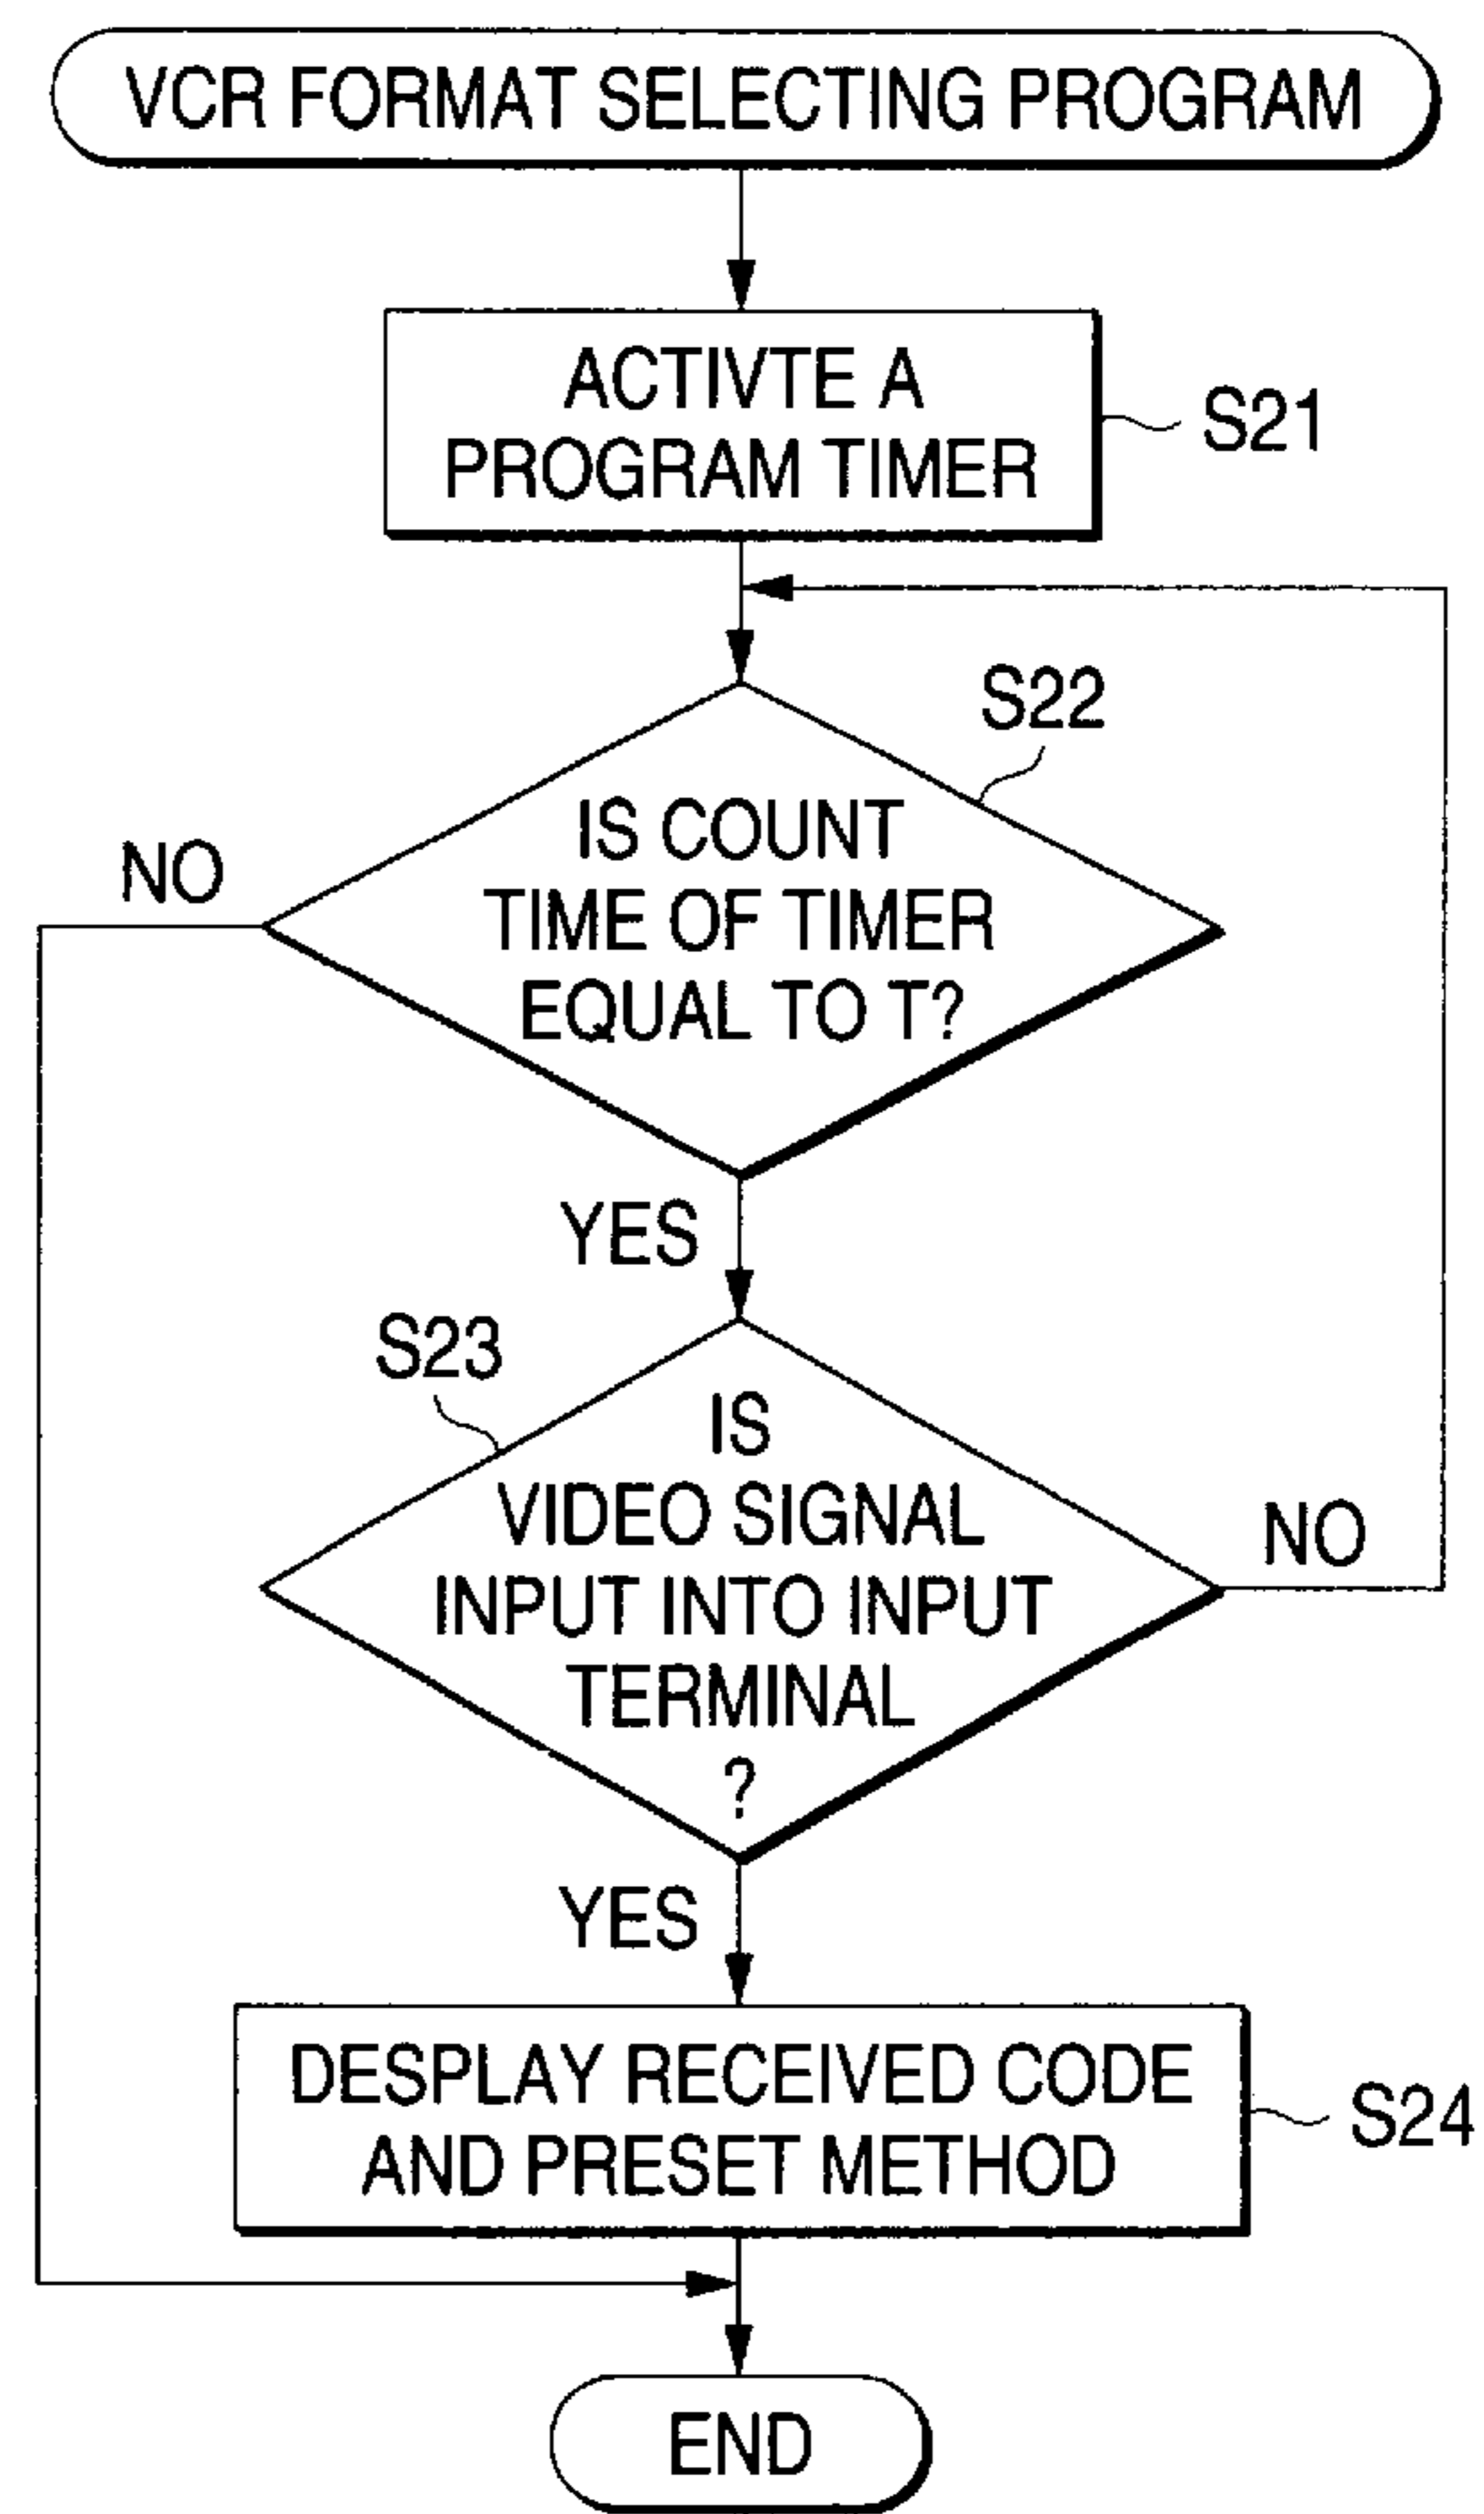 VCR FORMAT SELECTING PROGRAM
ACTIVTE A
PROGRAM TIMER
S21
S22
IS COUNT
TIME OF TIMER
EQUAL TO T?
NO
YES
S23
IS
VIDEO SIGNAL
INPUT INTO INPUT
TERMINAL
?
NO
YES
DESPLAY RECEIVED CODE
AND PRESET METHOD
S24
END